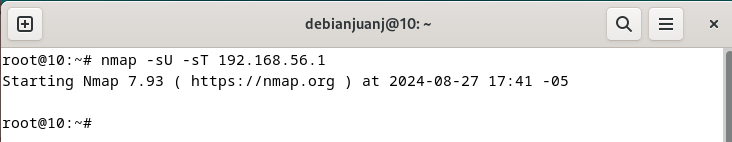 debianjuanj@10: ~
root@10:~# nmap -sU -sT 192.168.56.1
Starting Nmap 7.93 ( https://nmap.org ) at 2024-08-27 17:41 -05
root@10:~#